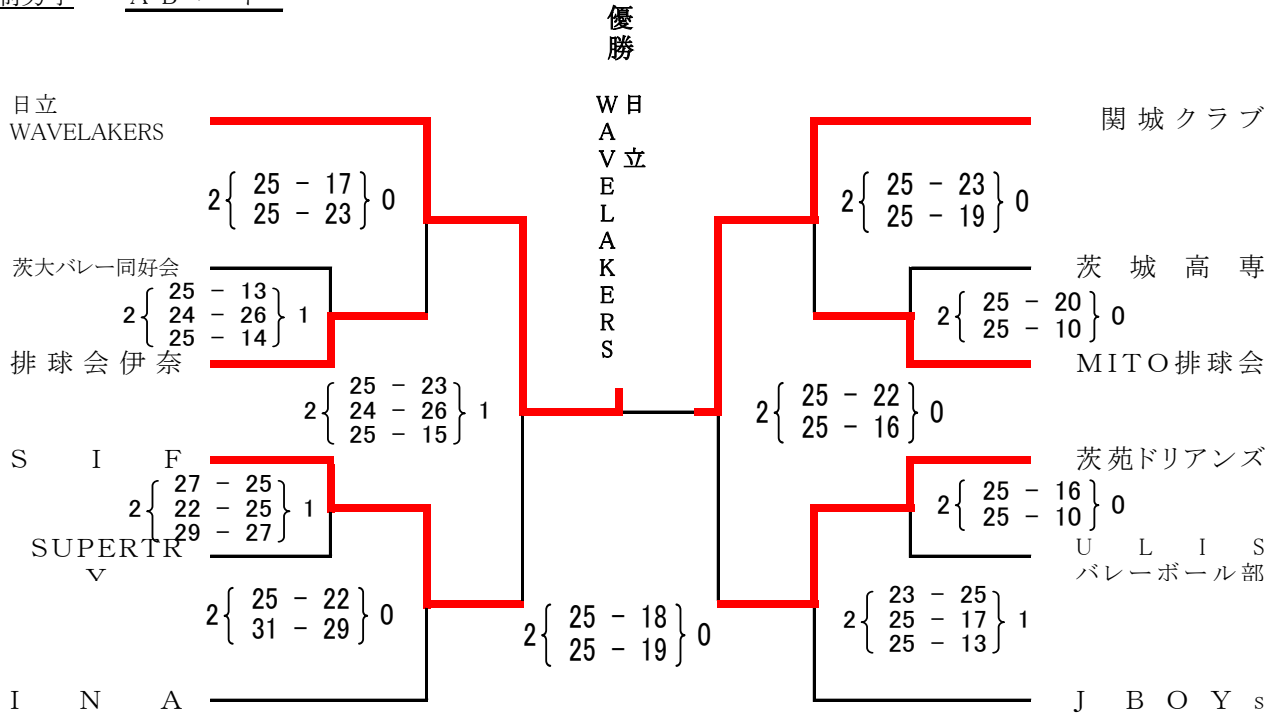 優勝
日立 WAVELAKERS
日立
WAVELAKERS
2 { 25 - 17
25 - 23 } 0
茨大バレー同好会
2 { 25 - 13
24 - 26
25 - 14 } 1
排球会伊奈
2 { 25 - 23
24 - 26
25 - 15 } 1
S I F
2 { 27 - 25
22 - 25
29 - 27 } 1
SUPERTR
V
2 { 25 - 22
31 - 29 } 0
I N A
2 { 25 - 18
25 - 19 } 0
関城クラブ
2 { 25 - 23
25 - 19 } 0
茨城高専
2 { 25 - 20
25 - 10 } 0
MITO排球会
2 { 25 - 22
25 - 16 } 0
茨苑ドリアンズ
2 { 25 - 16
25 - 10 } 0
U L I S
バレーボール部
2 { 23 - 25
25 - 17
25 - 13 } 1
J B O Y s